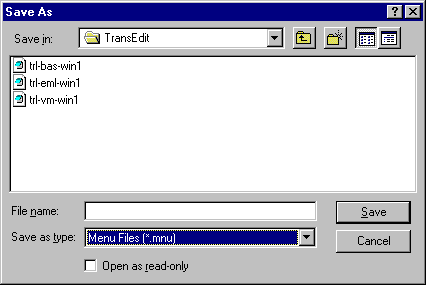 Save As
Save in: TransEdit
trl-bas-win1
trl-eml-win1
trl-vm-win1
File name:
Save
Save as type: Menu Files (*.mnu)
Cancel
Open as read-only